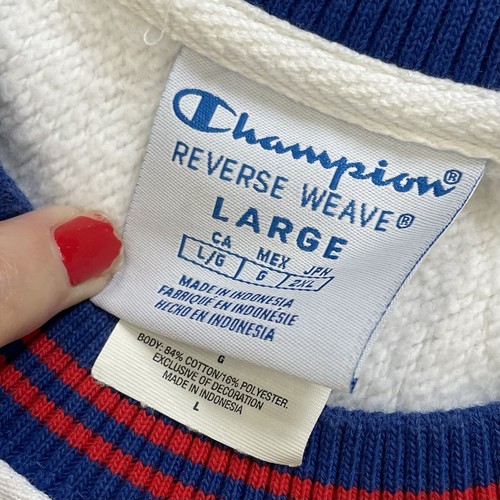 Champion®
REVERSE WEAVE®
LARGE
CA MEX JPN
L/G G 2XL
MADE IN INDONESIA
FABRIQUÉ EN INDONÉSIE
HECHO EN INDONESIA
G
BODY: 84% COTTON/16% POLYESTER.
EXCLUSIVE OF DECORATION
MADE IN INDONESIA
L